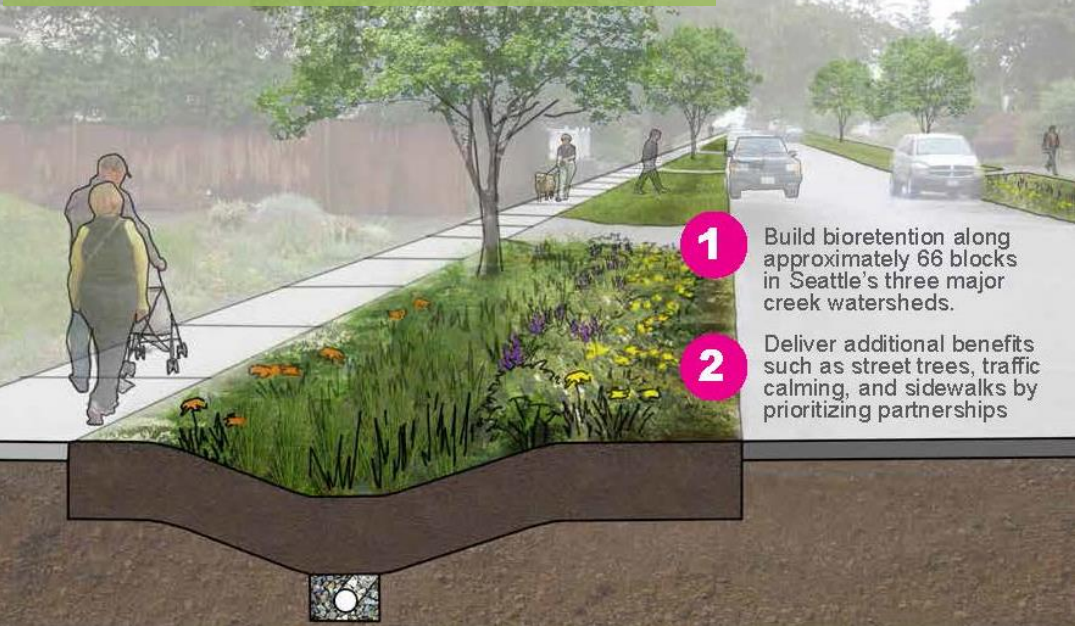 1
Build bioretention along
approximately 66 blocks
in Seattle's three major
creek watersheds.
2
Deliver additional benefits
such as street trees, traffic
calming, and sidewalks by
prioritizing partnerships